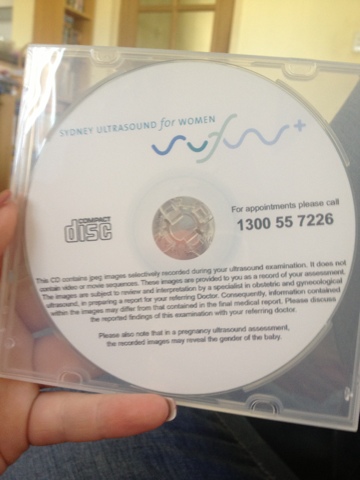 SYDNEY ULTRASOUND for WOMEN
sufw+
COMPACT
disc
For appointments please call
1300 55 7226
This CD contains jpeg images selectively recorded during your ultrasound examination. It does not
contain video or movie sequences. These images are provided to you as a record of your assessment.
The images are subject to review and interpretation by a specialist in obstetric and gynecological
ultrasound, in preparing a report for your referring Doctor. Consequently, information contained
within the images may differ from that contained in the final medical report. Please discuss
the reported findings of this examination with your referring doctor.
Please also note that in a pregnancy ultrasound assessment,
the recorded images may reveal the gender of the baby.